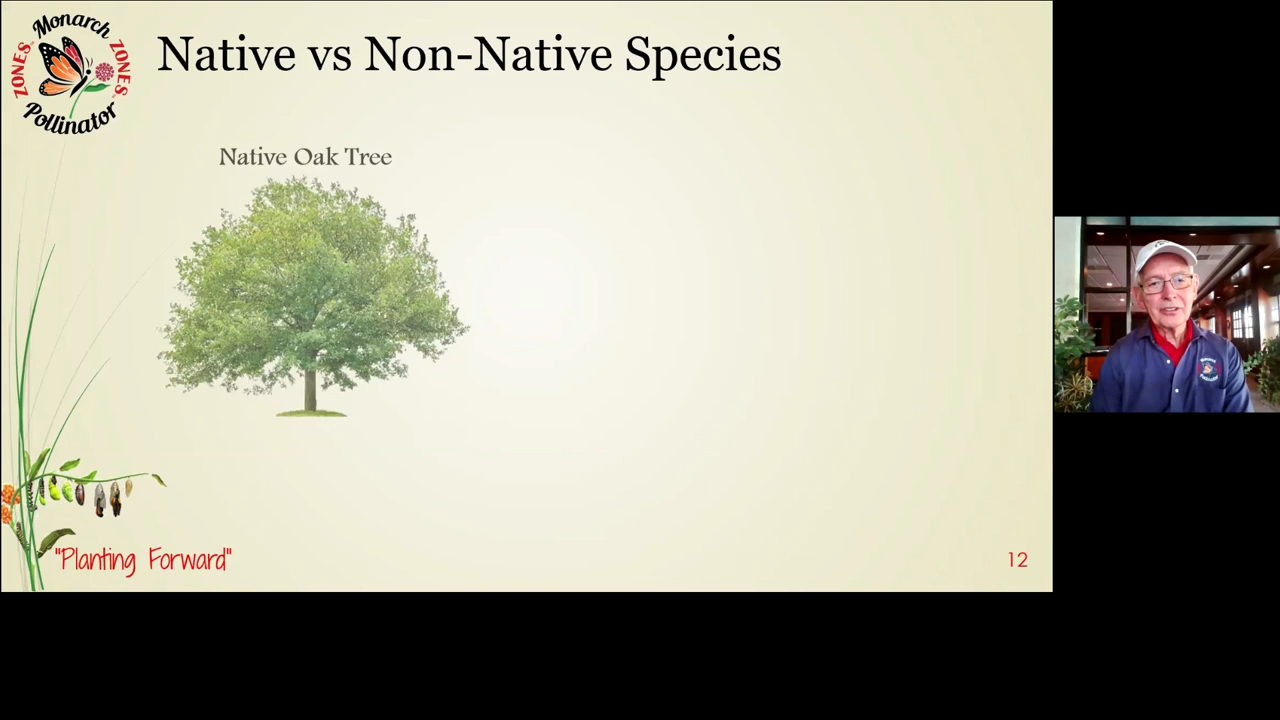 Monarch
ZONES
ZONES
Pollinator
Native vs Non-Native Species
Native Oak Tree
"Planting Forward"
12